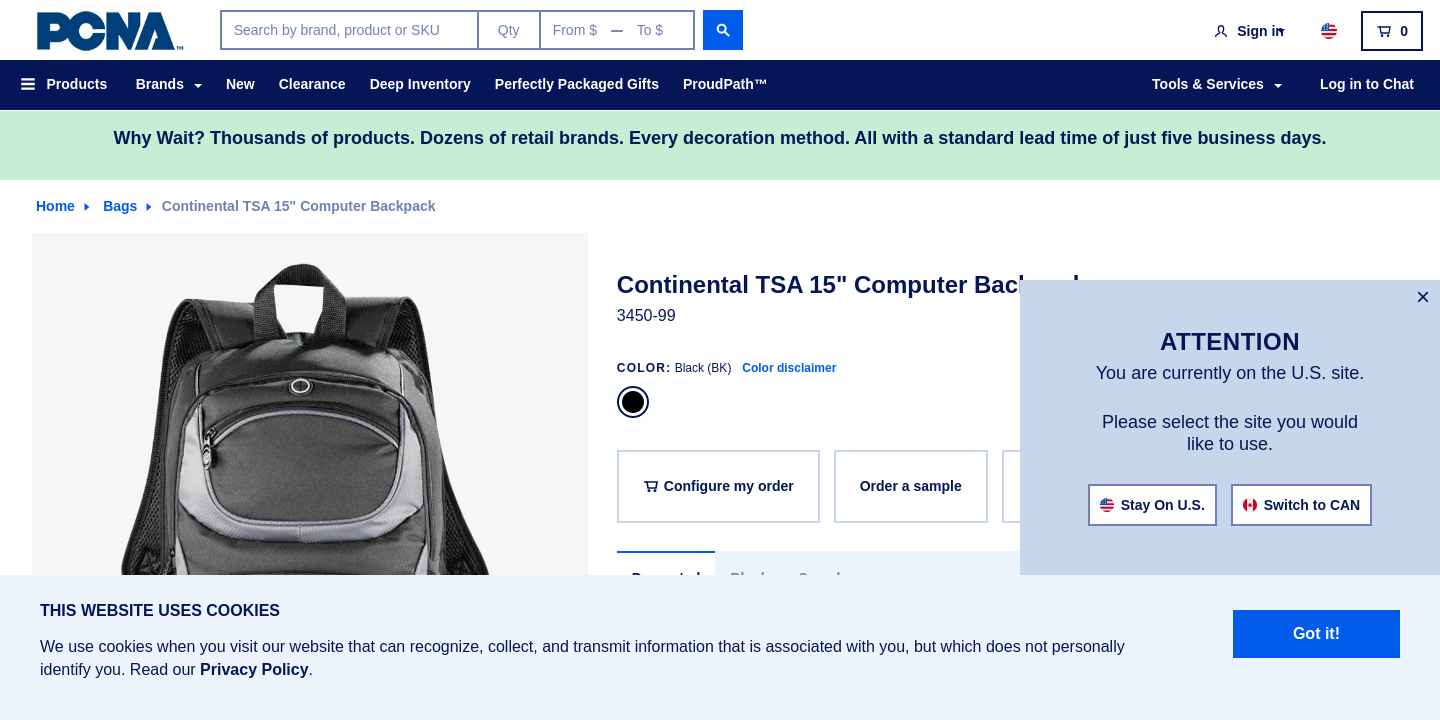 PCNA™
Search by brand, product or SKU
Qty
From $ — To $
Sign in
0
Products
Brands
New
Clearance
Deep Inventory
Perfectly Packaged Gifts
ProudPath™
Tools & Services
Log in to Chat
Why Wait? Thousands of products. Dozens of retail brands. Every decoration method. All with a standard lead time of just five business days.
Home
Bags
Continental TSA 15" Computer Backpack
Continental TSA 15" Computer Backpack
3450-99
COLOR: Black (BK) Color disclaimer
Configure my order
Order a sample
×
ATTENTION
You are currently on the U.S. site.
Please select the site you would
like to use.
Stay On U.S.
Switch to CAN
THIS WEBSITE USES COOKIES
We use cookies when you visit our website that can recognize, collect, and transmit information that is associated with you, but which does not personally
identify you. Read our Privacy Policy.
Got it!